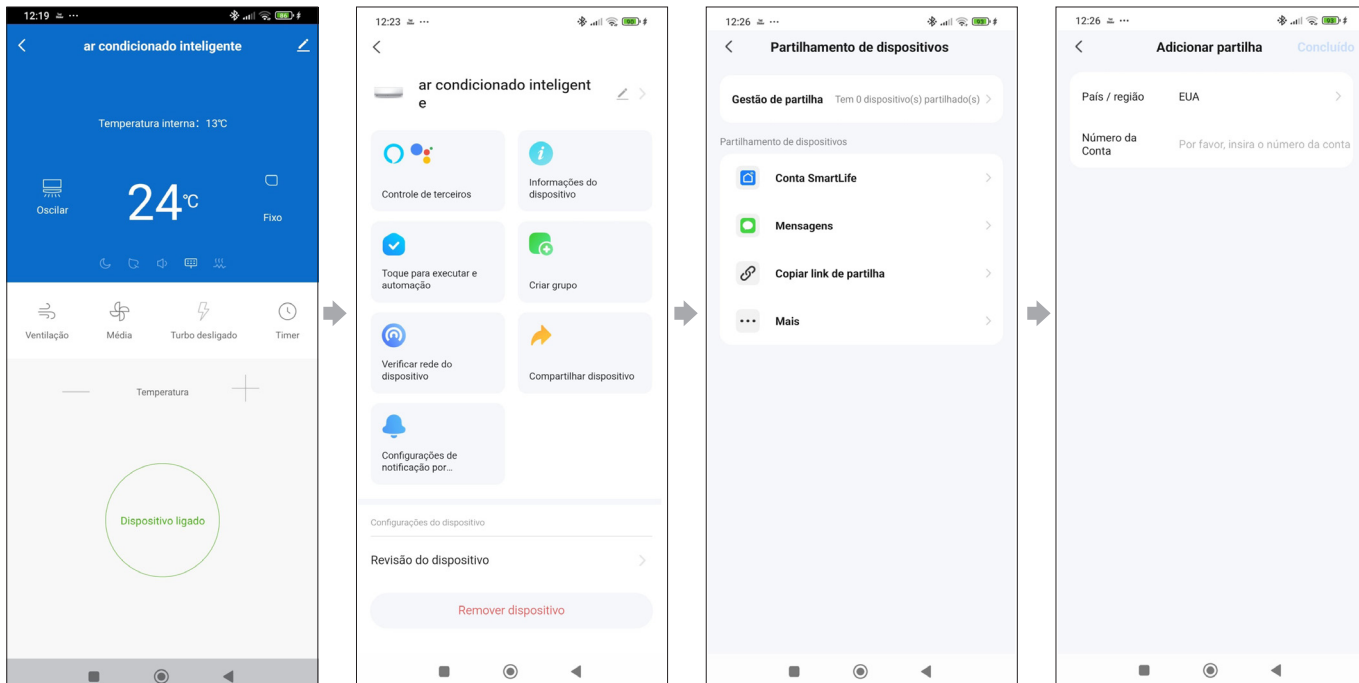 12:19 ...
ar condicionado inteligente
Temperatura interna: 13℃
Oscilar
24℃
Fixo
Ventilação
Média
Turbo desligado
Timer
Temperatura
Dispositivo ligado
12:23 ...
ar condicionado inteligent
e
Controle de terceiros
Informações do
dispositivo
Toque para executar e
automação
Criar grupo
Verificar rede do
dispositivo
Compartilhar dispositivo
Configurações de
notificação por...
Configurações do dispositivo
Revisão do dispositivo
Remover dispositivo
12:26 ...
Partilhamento de dispositivos
Gestão de partilha Tem 0 dispositivo(s) partilhado(s)
Partilhamento de dispositivos
Conta SmartLife
Mensagens
Copiar link de partilha
Mais
12:26 ...
Adicionar partilha Concluído
País / região EUA
Número da
Conta
Por favor, insira o número da conta